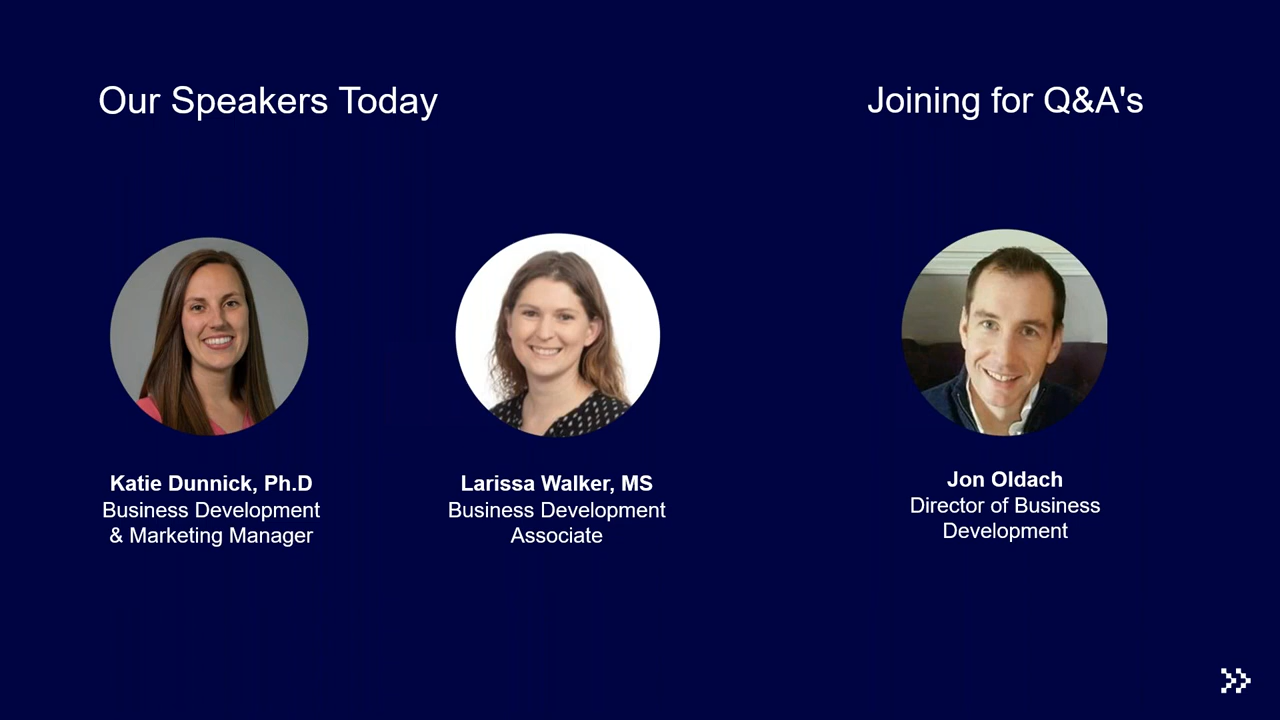 Our Speakers Today
Joining for Q&A's
Katie Dunnick, Ph.D
Business Development
& Marketing Manager
Larissa Walker, MS
Business Development
Associate
Jon Oldach
Director of Business
Development